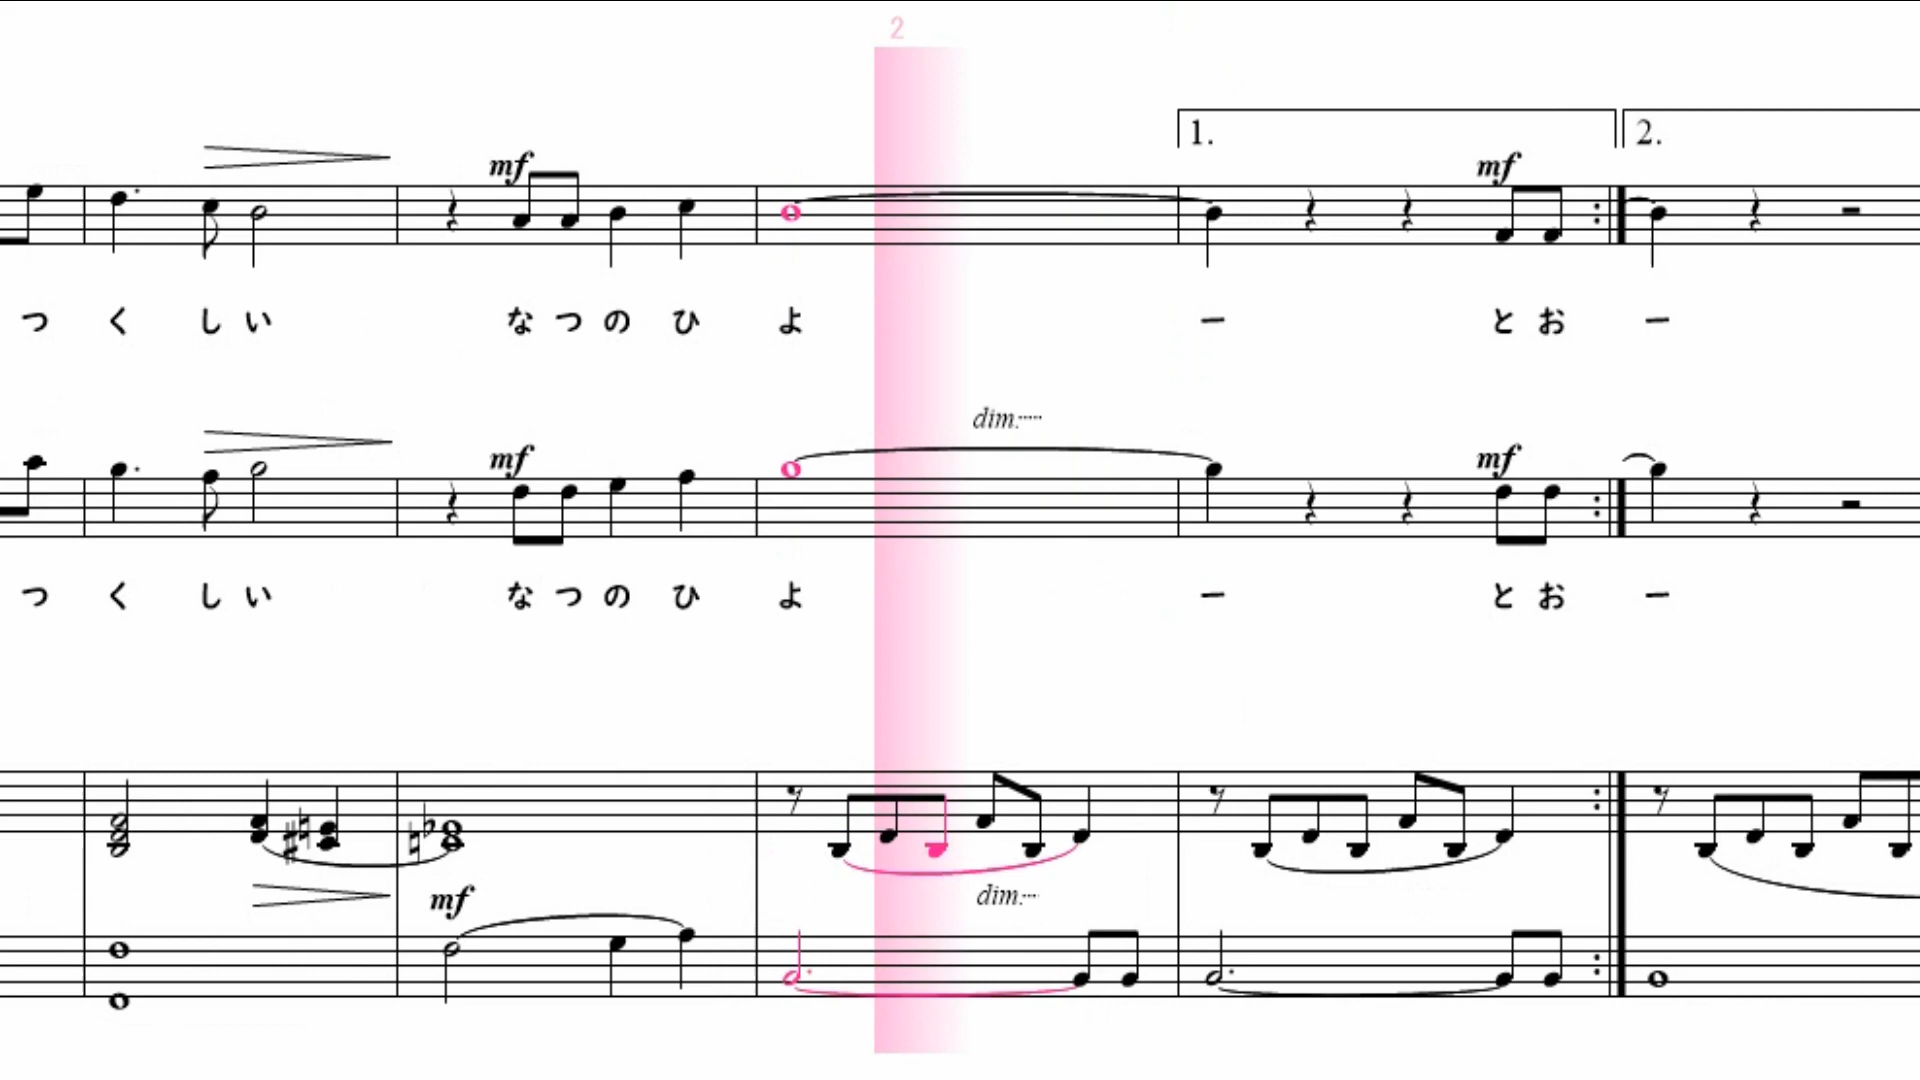 2
1. 2.
mf mf
つ く し い な つ の ひ よ ー と お ー
dim.
mf mf
つ く し い な つ の ひ よ ー と お ー
mf dim.